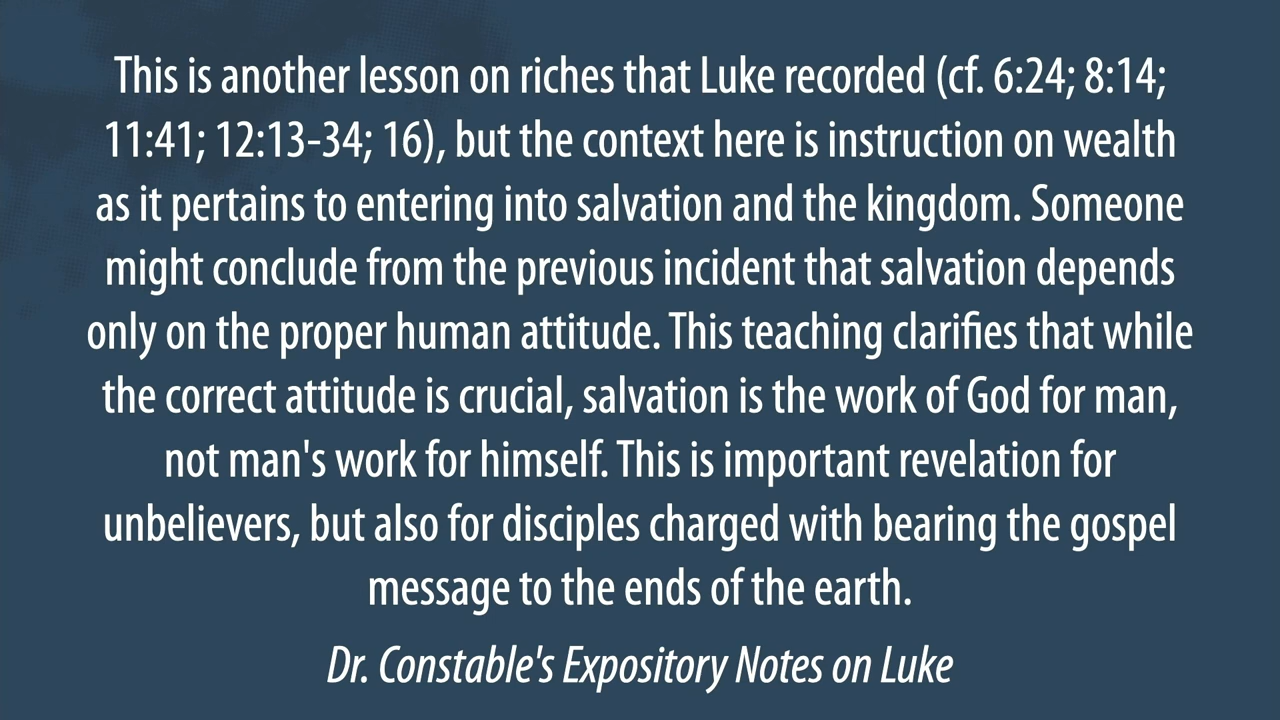 This is another lesson on riches that Luke recorded (cf. 6:24; 8:14;
11:41; 12:13-34; 16), but the context here is instruction on wealth
as it pertains to entering into salvation and the kingdom. Someone
might conclude from the previous incident that salvation depends
only on the proper human attitude. This teaching clarifies that while
the correct attitude is crucial, salvation is the work of God for man,
not man's work for himself. This is important revelation for
unbelievers, but also for disciples charged with bearing the gospel
message to the ends of the earth.
Dr. Constable's Expository Notes on Luke